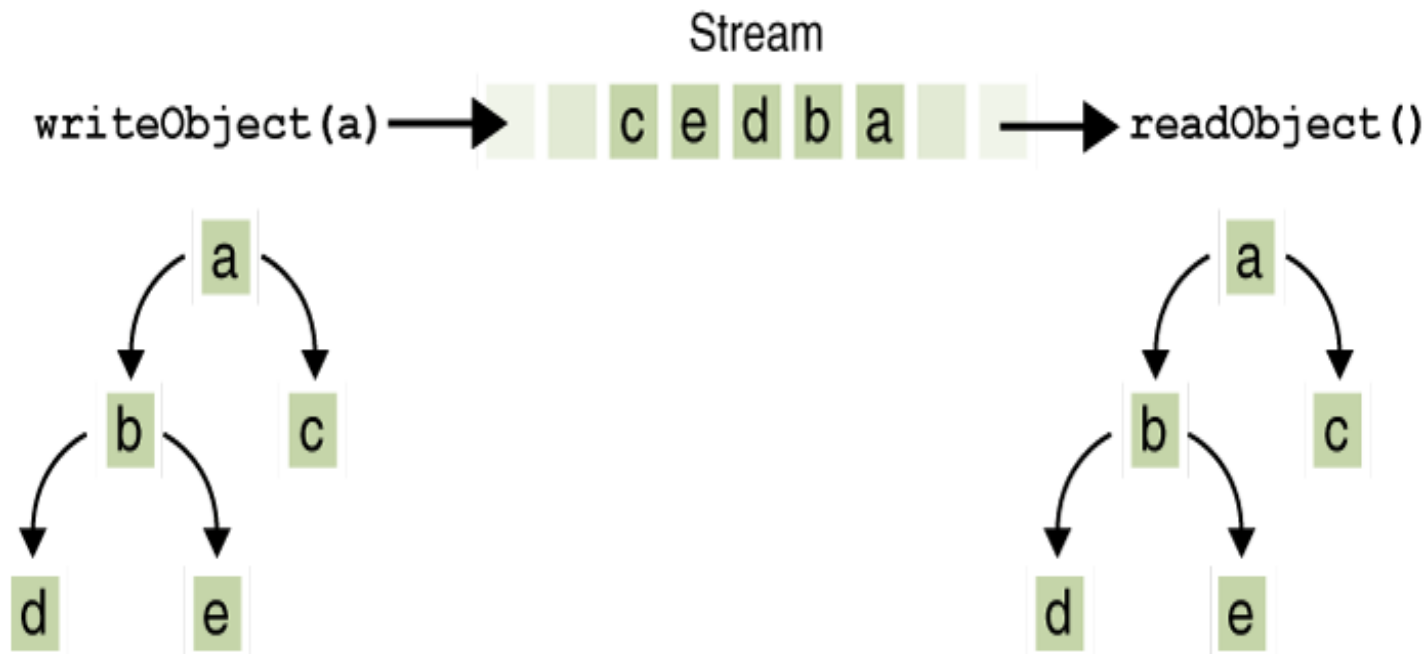 Stream
writeObject(a) c e d b a readObject()
a a
b c b c
d e d e